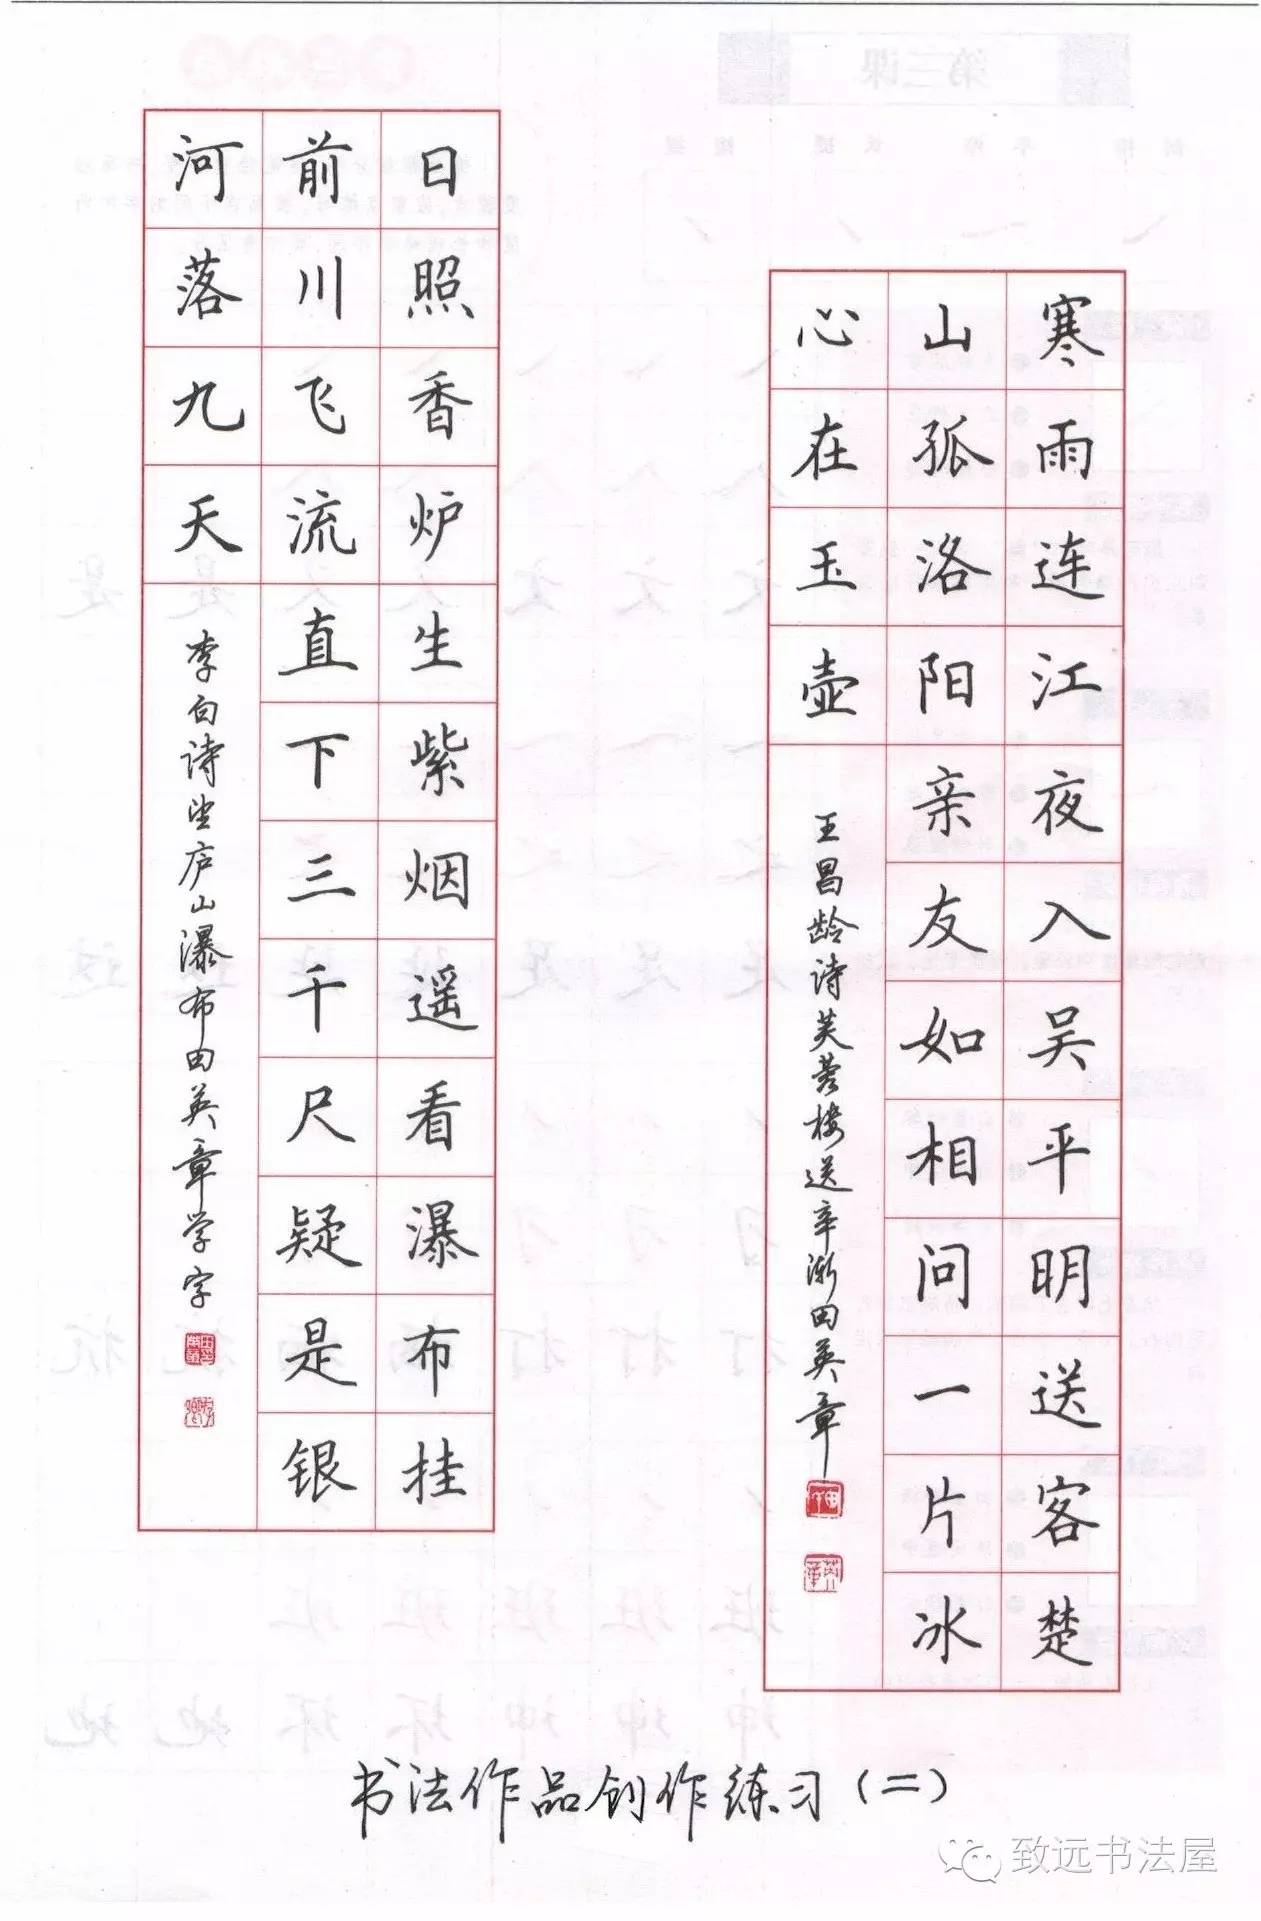 寒雨连江夜入吴平明送客楚
山孤洛阳亲友如相问一片冰
心在玉壶
王昌龄诗芙蓉楼送辛渐田英章
日照香炉生紫烟遥看瀑布挂
前川飞流直下三千尺疑是银
河落九天
李白诗望庐山瀑布田英章学字
书法作品创作练习（二）
致远书法屋